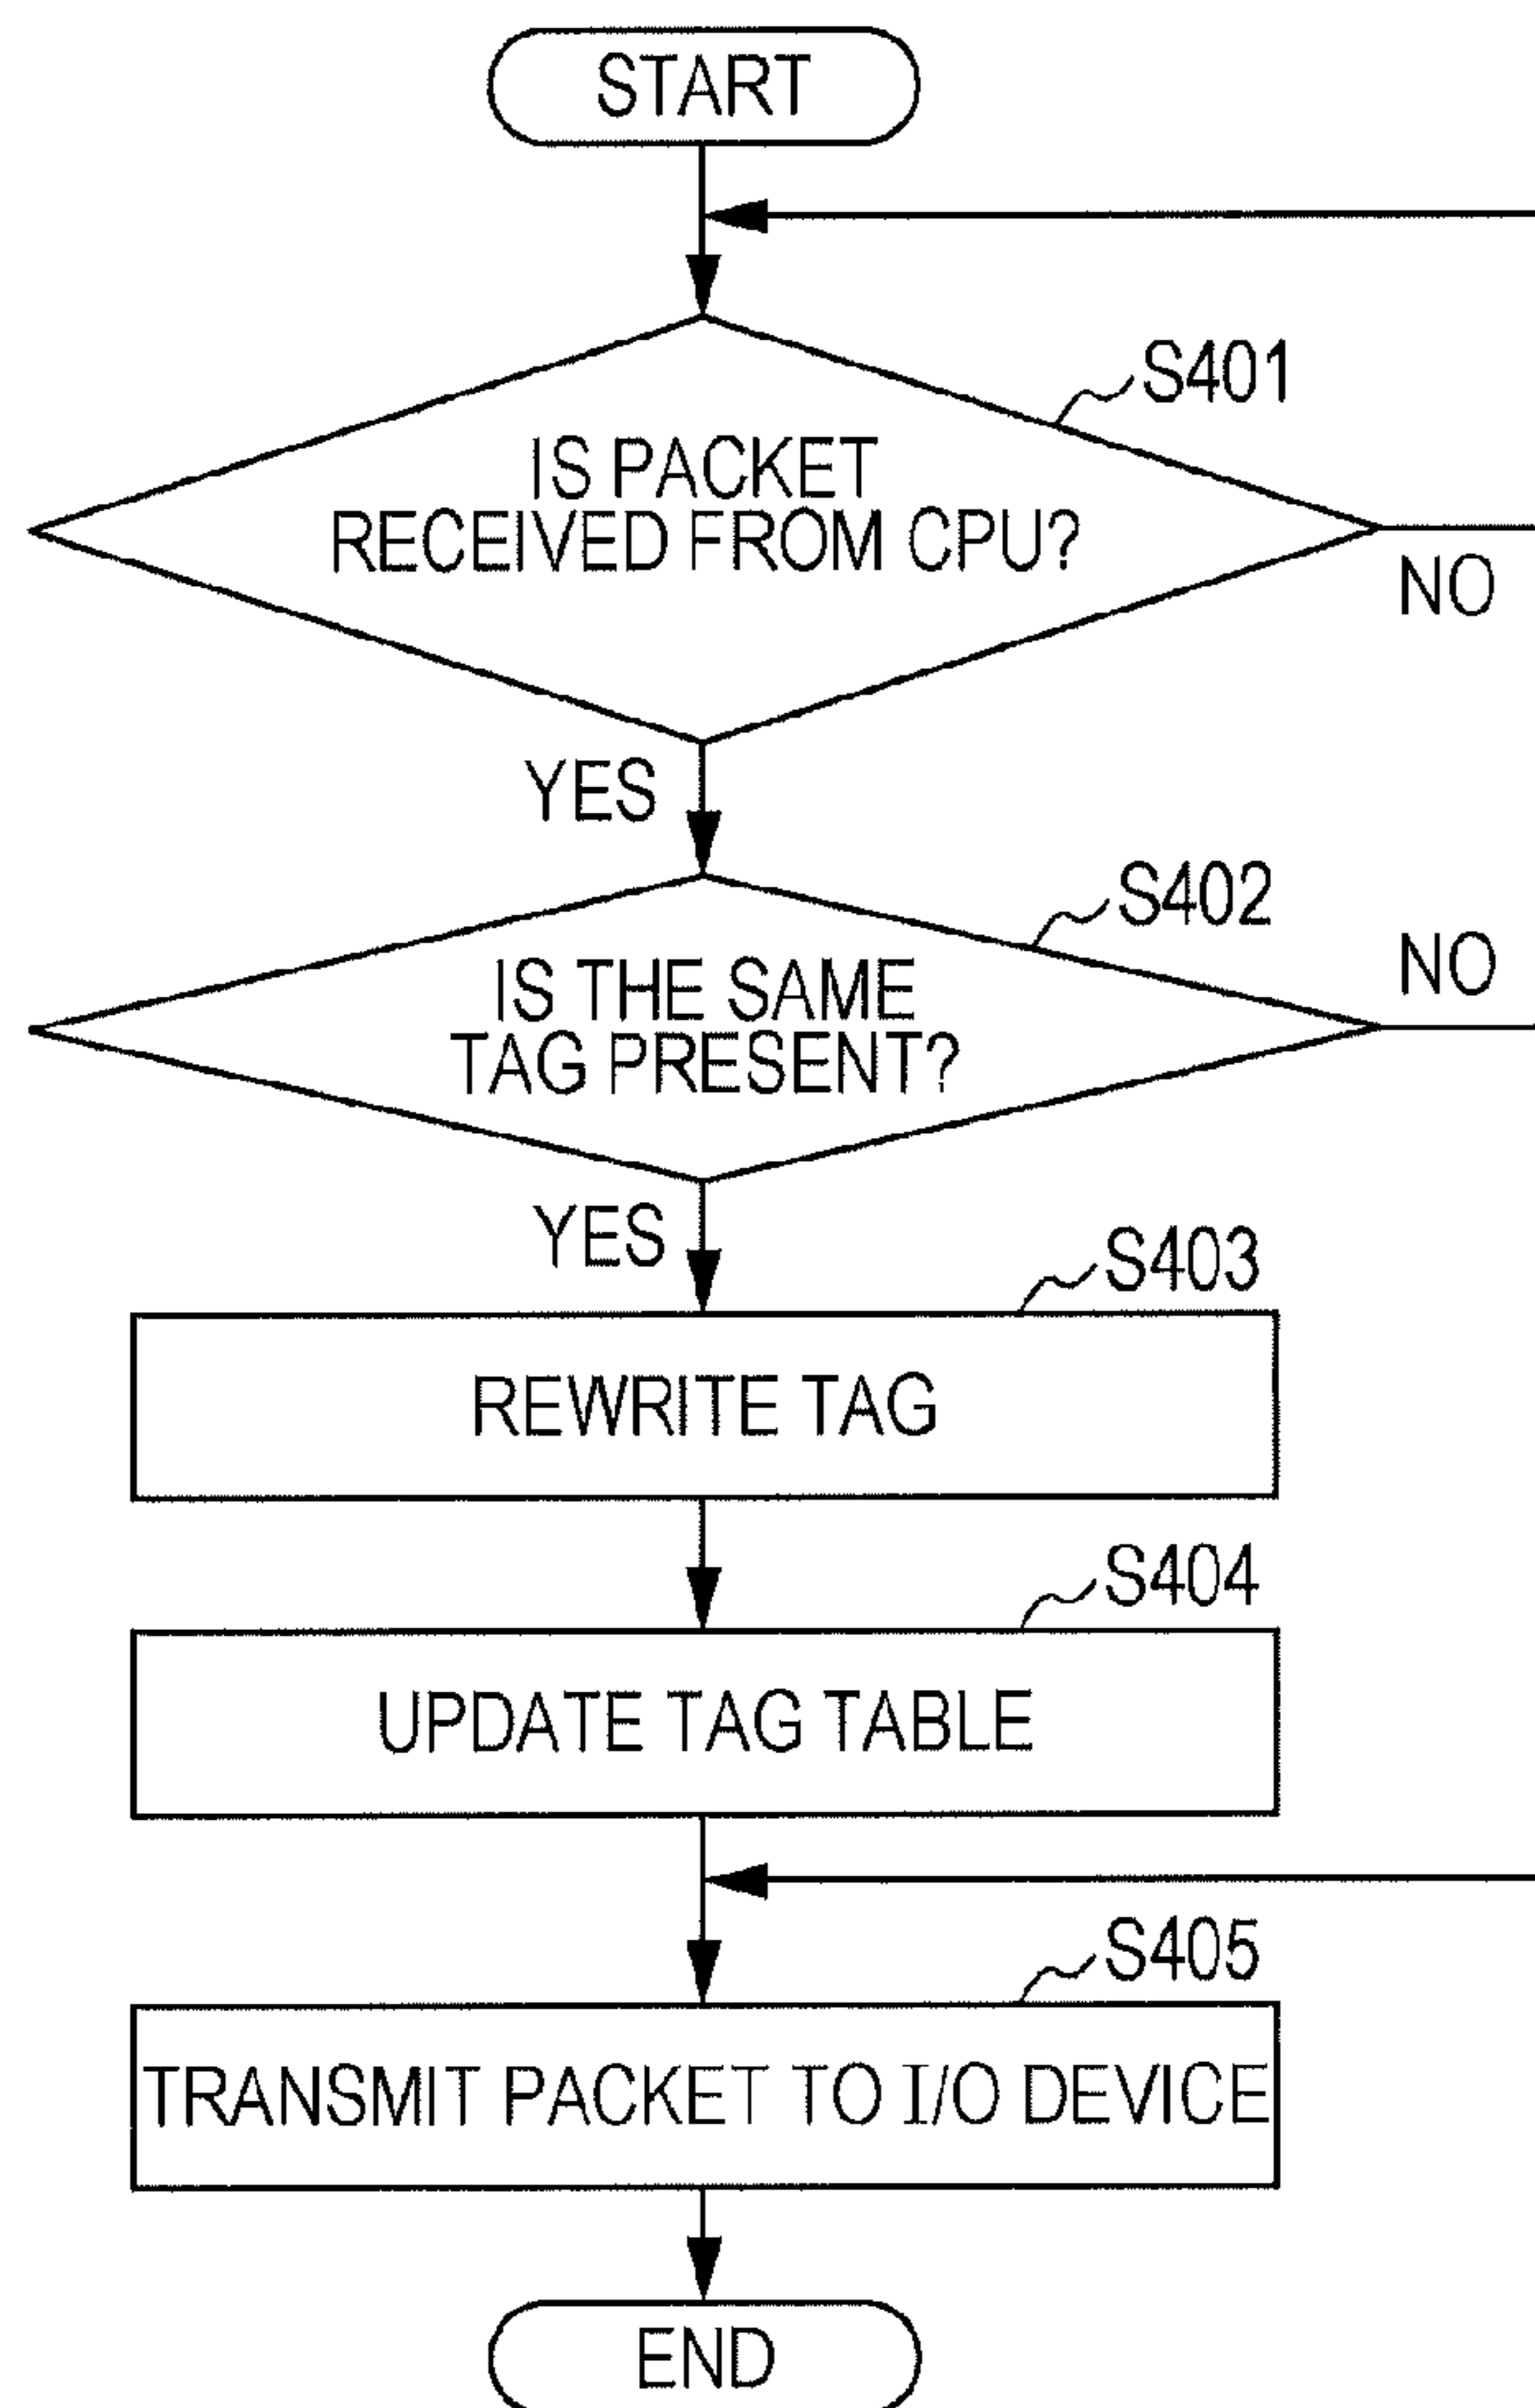 START
S401
IS PACKET
RECEIVED FROM CPU?
NO
YES
S402
NO
IS THE SAME
TAG PRESENT?
YES
S403
REWRITE TAG
S404
UPDATE TAG TABLE
S405
TRANSMIT PACKET TO I/O DEVICE
END